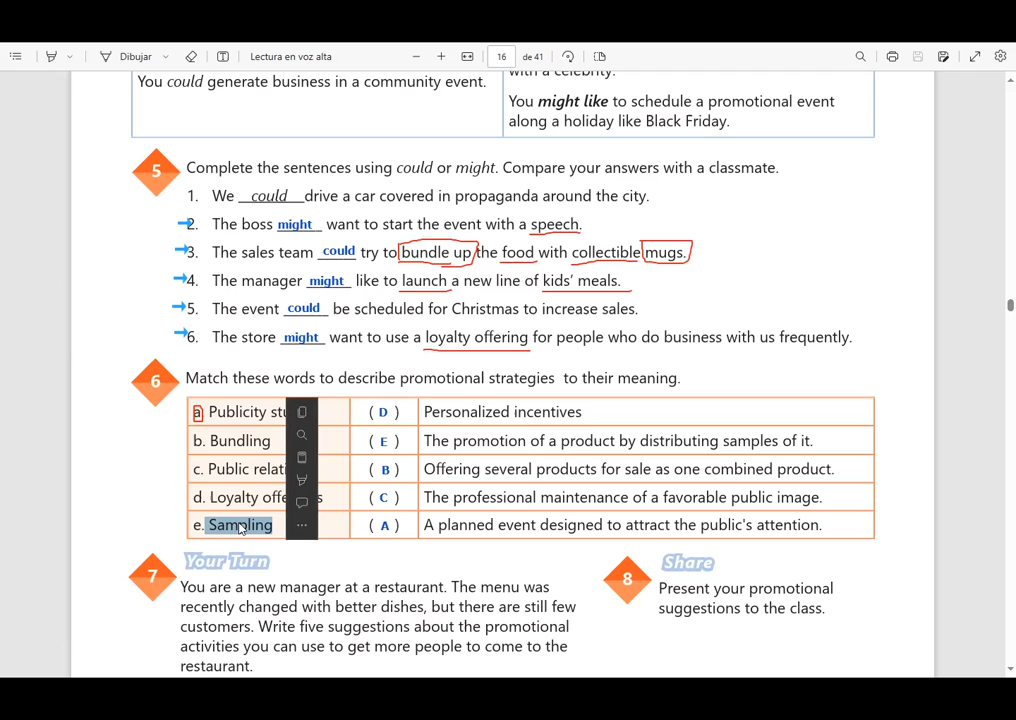 Dibujar
Lectura en voz alta
16 de 41
You could generate business in a community event.
with a celebrity.
You might like to schedule a promotional event
along a holiday like Black Friday.
5 Complete the sentences using could or might. Compare your answers with a classmate.
1. We __could__ drive a car covered in propaganda around the city.
2. The boss might want to start the event with a speech.
3. The sales team could try to bundle up the food with collectible mugs.
4. The manager might like to launch a new line of kids' meals.
5. The event could be scheduled for Christmas to increase sales.
6. The store might want to use a loyalty offering for people who do business with us frequently.
6 Match these words to describe promotional strategies to their meaning.
a. Publicity ( D ) Personalized incentives
b. Bundling ( E ) The promotion of a product by distributing samples of it.
c. Public ( B ) Offering several products for sale as one combined product.
d. Loyalty ( C ) The professional maintenance of a favorable public image.
e. Sampling ( A ) A planned event designed to attract the public's attention.
7 Your Turn
You are a new manager at a restaurant. The menu was
recently changed with better dishes, but there are still few
customers. Write five suggestions about the promotional
activities you can use to get more people to come to the
restaurant.
8 Share
Present your promotional
suggestions to the class.